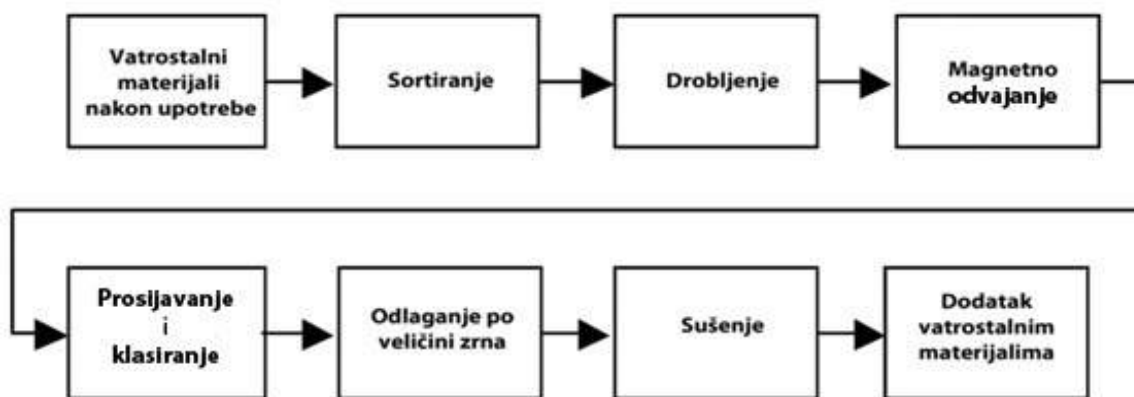 Vatrostalni
materijali
nakon upotrebe
Sortiranje
Drobljenje
Magnetno
odvajanje
Prosijavanje
i
klasiranje
Odlaganje po
veličini zrna
Sušenje
Dodatak
vatrostalnim
materijalima